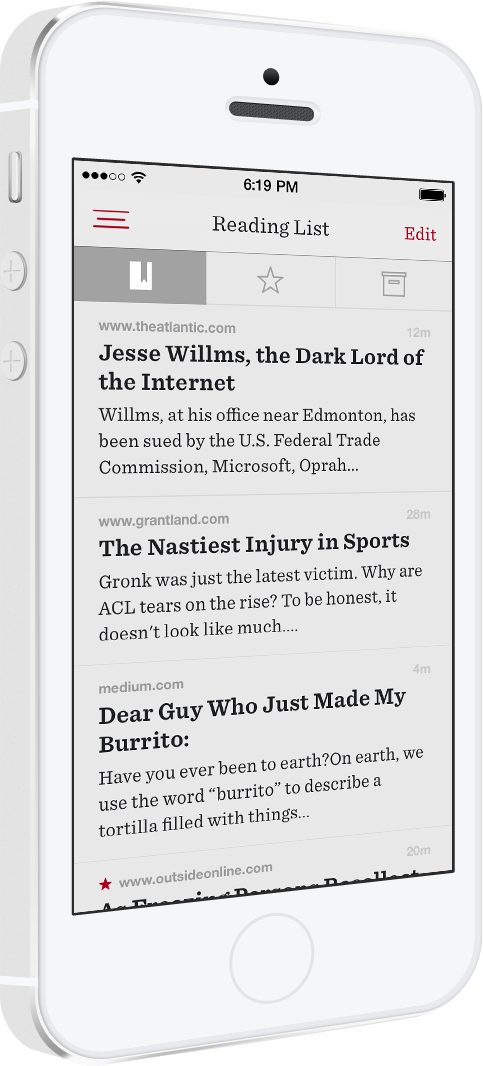 6:19 PM
Reading List
Edit
www.theatlantic.com
12m
Jesse Willms, the Dark Lord of
the Internet
Willms, at his office near Edmonton, has
been sued by the U.S. Federal Trade
Commission, Microsoft, Oprah...
www.grantland.com
28m
The Nastiest Injury in Sports
Gronk was just the latest victim. Why are
ACL tears on the rise? To be honest, it
doesn't look like much....
medium.com
4m
Dear Guy Who Just Made My
Burrito:
Have you ever been to earth?On earth, we
use the word “burrito” to describe a
tortilla filled with things...
www.outsideonline.com
20m
As Freezing Persons Recollect